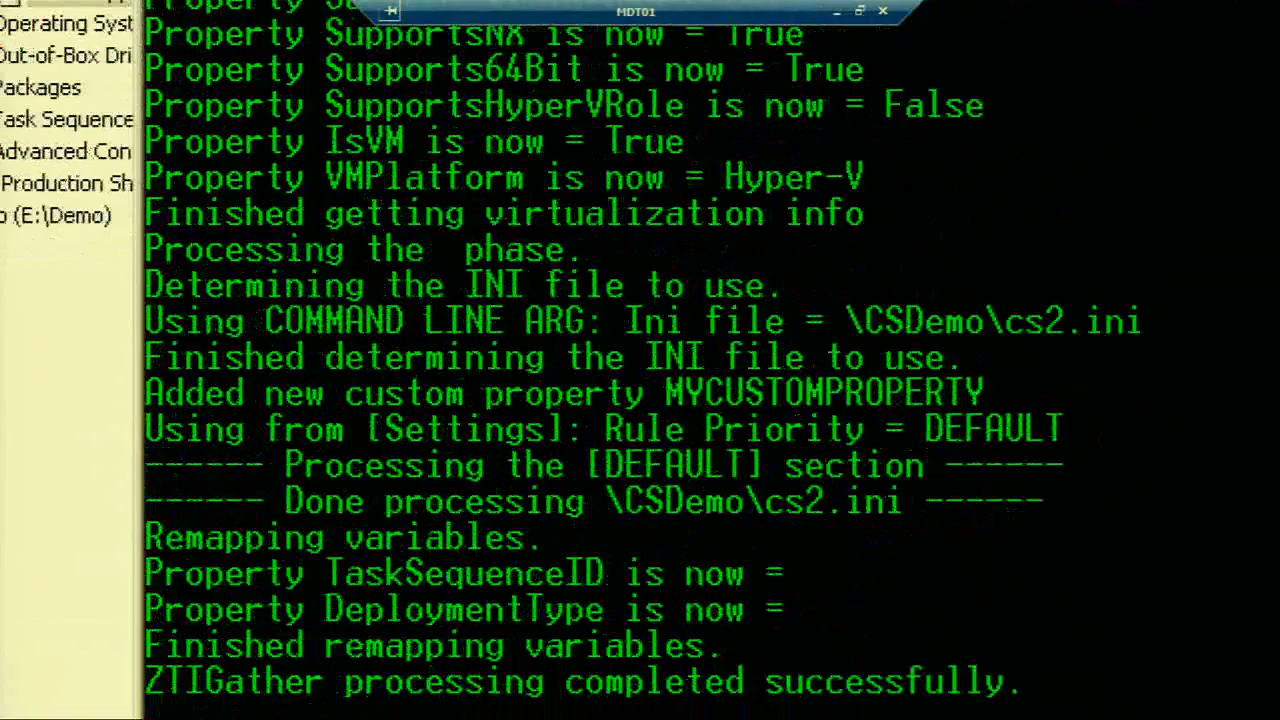 MDT01
Operating Syst
Out-of-Box Dri
Packages
Task Sequence
Advanced Con
Production Sh
(E:\Demo)
Property
Property SupportsNX is now = True
Property Supports64Bit is now = True
Property SupportsHyperVRole is now = False
Property IsVM is now = True
Property VMPlatform is now = Hyper-V
Finished getting virtualization info
Processing the  phase.
Determining the INI file to use.
Using COMMAND LINE ARG: Ini file = \CSDemo\cs2.ini
Finished determining the INI file to use.
Added new custom property MYCUSTOMPROPERTY
Using from [Settings]: Rule Priority = DEFAULT
------ Processing the [DEFAULT] section ------
------ Done processing \CSDemo\cs2.ini ------
Remapping variables.
Property TaskSequenceID is now =
Property DeploymentType is now =
Finished remapping variables.
ZTIGather processing completed successfully.